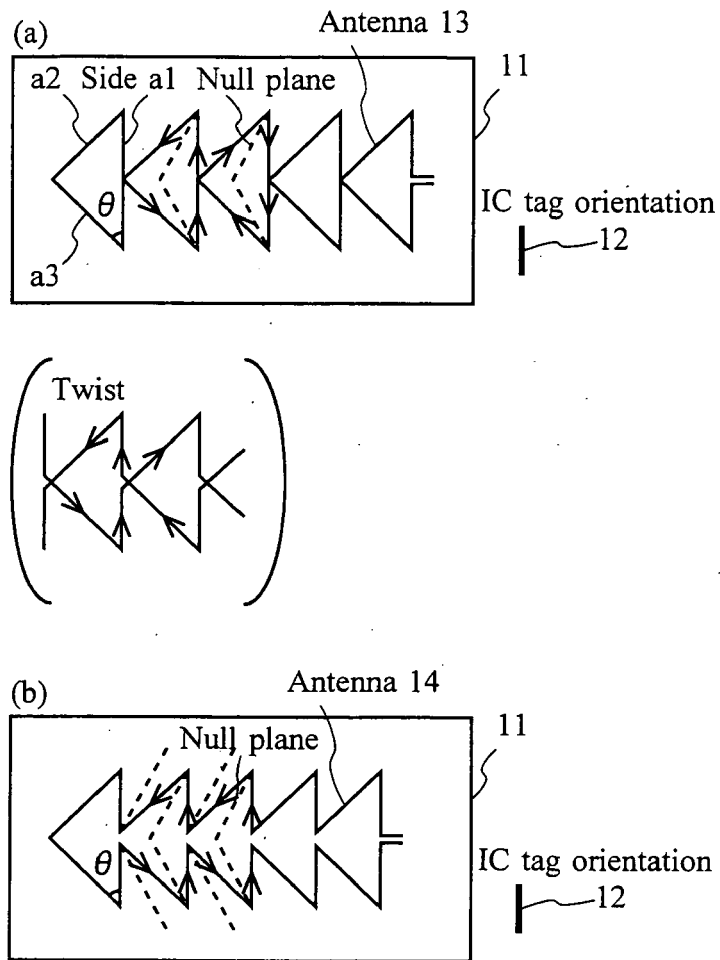 (a)
Antenna 13
a2 Side a1 Null plane
11
θ
IC tag orientation
12
a3
Twist
(b)
Antenna 14
11
Null plane
θ
IC tag orientation
12